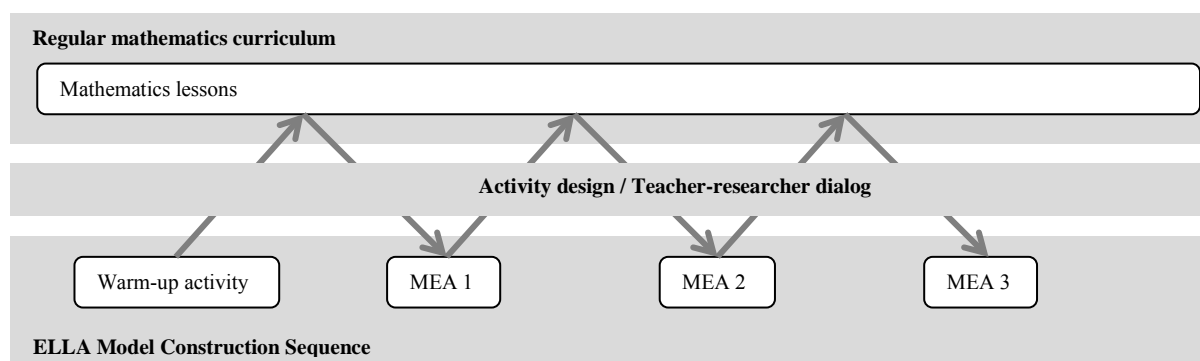 Regular mathematics curriculum
Mathematics lessons
Activity design / Teacher-researcher dialog
Warm-up activity
MEA 1
MEA 2
MEA 3
ELLA Model Construction Sequence